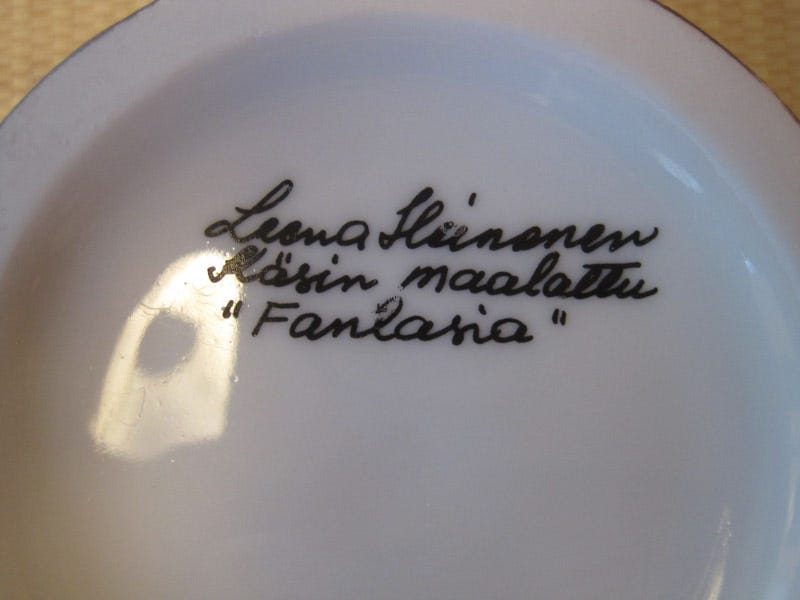 Leena Heinonen
Käsin maalattu
"Fantasia"